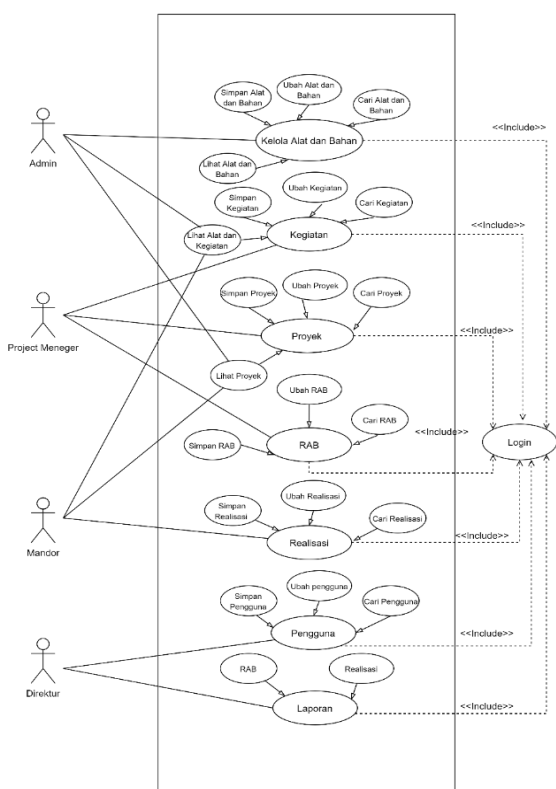 Simpan Alat
dan Bahan
Ubah Alat dan
Bahan
Cari Alat dan
Bahan
<<Include>>
Admin
Kelola Alat dan Bahan
Lihat Alat dan
Bahan
Ubah Kegiatan
Simpan
Kegiatan
Cari Kegiatan
<<Include>>
Lihat Alat dan
Kegiatan
Kegiatan
Simpan Proyek
Ubah Proyek
Cari Proyek
Project Meneger
Proyek
<<Include>>
Lihat Proyek
Ubah RAB
Cari RAB
<<Include>>
Simpan RAB
RAB
Login
Simpan
Realisasi
Ubah Realisasi
Cari Realisasi
<<Include>>
Mandor
Realisasi
Simpan
Pengguna
Ubah pengguna
Cari Pengguna
Pengguna
<<Include>>
RAB
Realisasi
Direktur
Laporan
<<Include>>